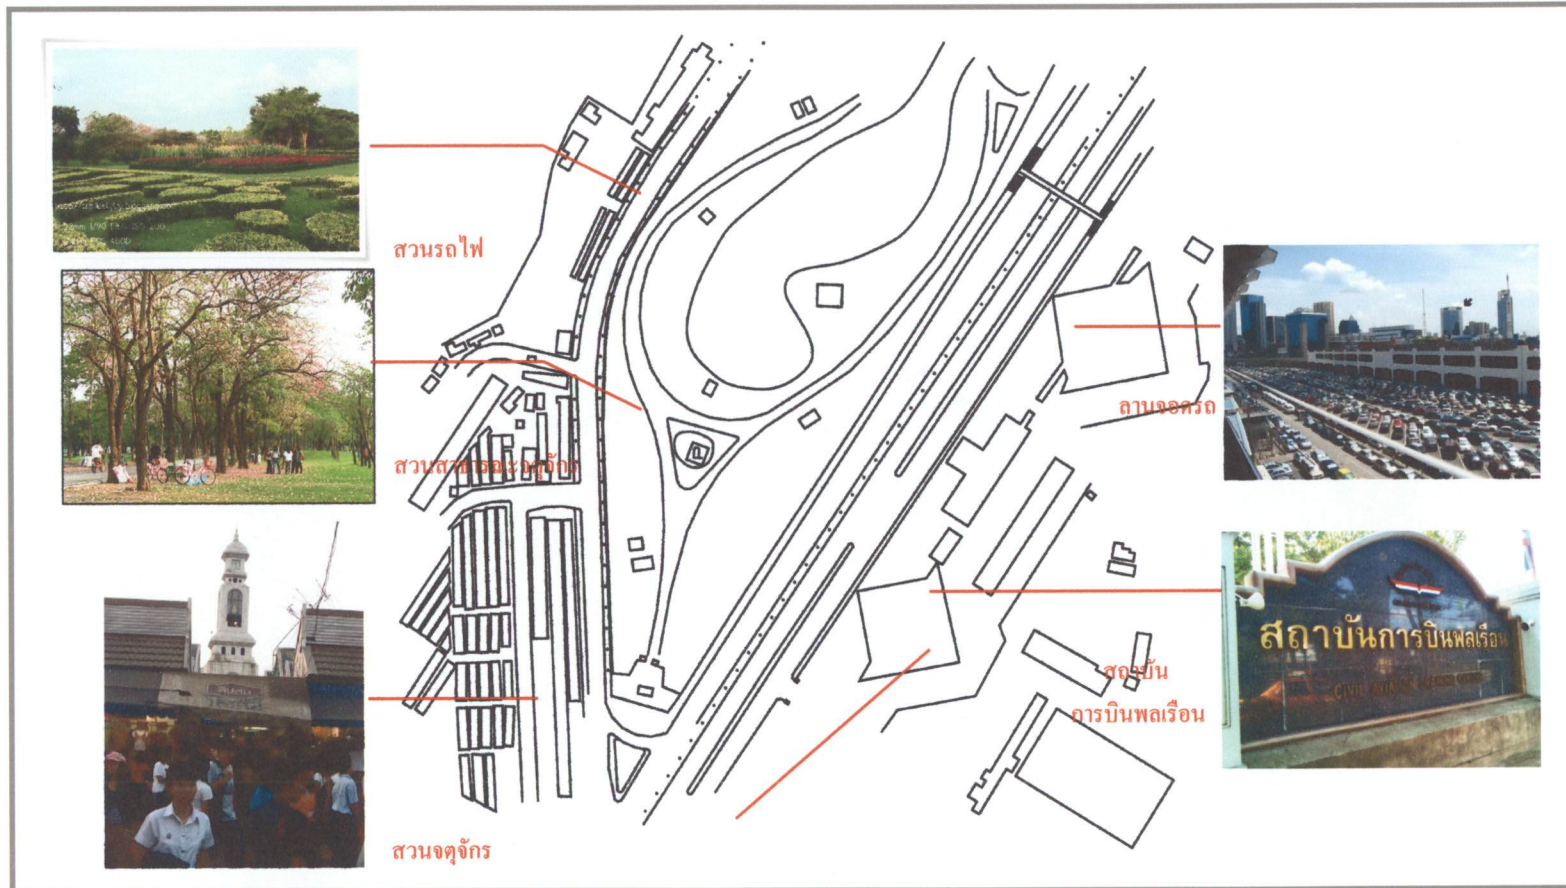 สวนรถไฟ
สวนสาธารณะจตุจักร
สวนจตุจักร
ลานจอดรถ
สถาบัน
การบินพลเรือน
สถาบันการบินพลเรือน
P